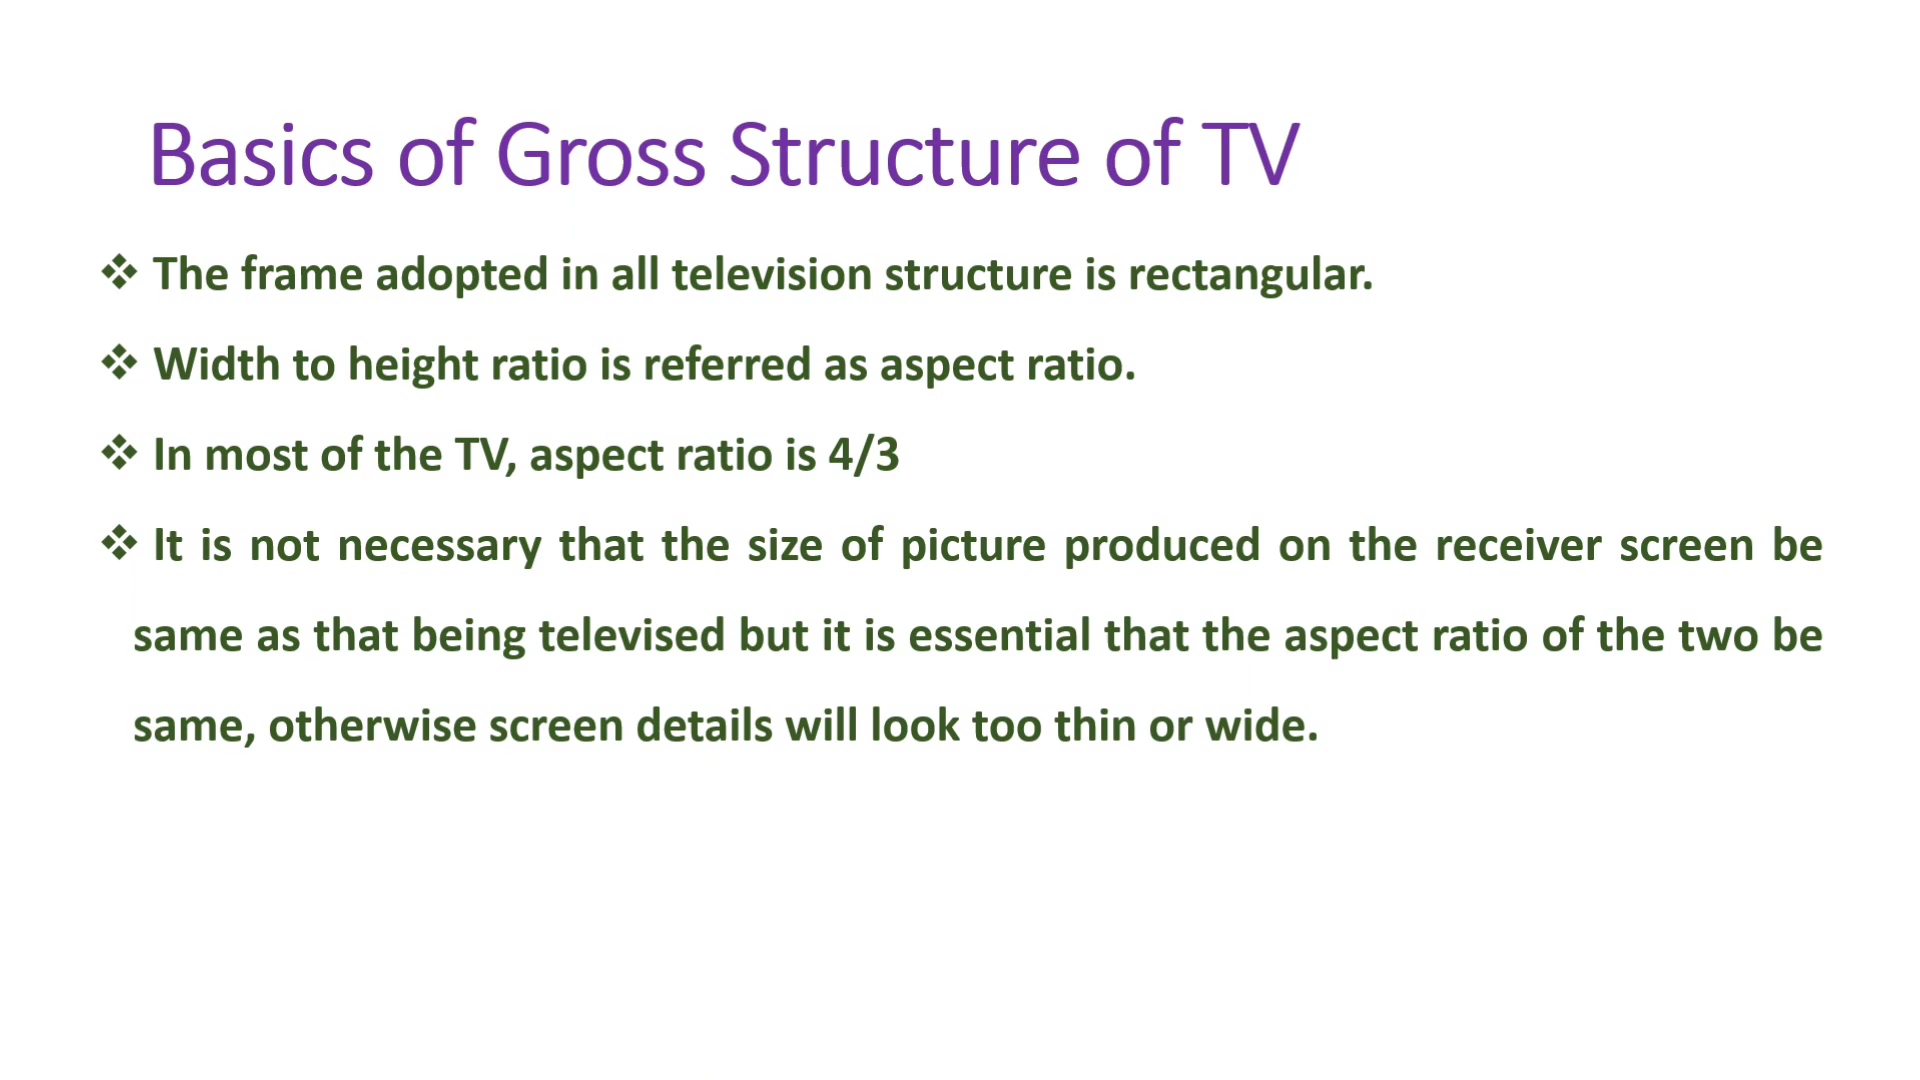 Basics of Gross Structure of TV
❖ The frame adopted in all television structure is rectangular.
❖ Width to height ratio is referred as aspect ratio.
❖ In most of the TV, aspect ratio is 4/3
❖ It is not necessary that the size of picture produced on the receiver screen be
same as that being televised but it is essential that the aspect ratio of the two be
same, otherwise screen details will look too thin or wide.